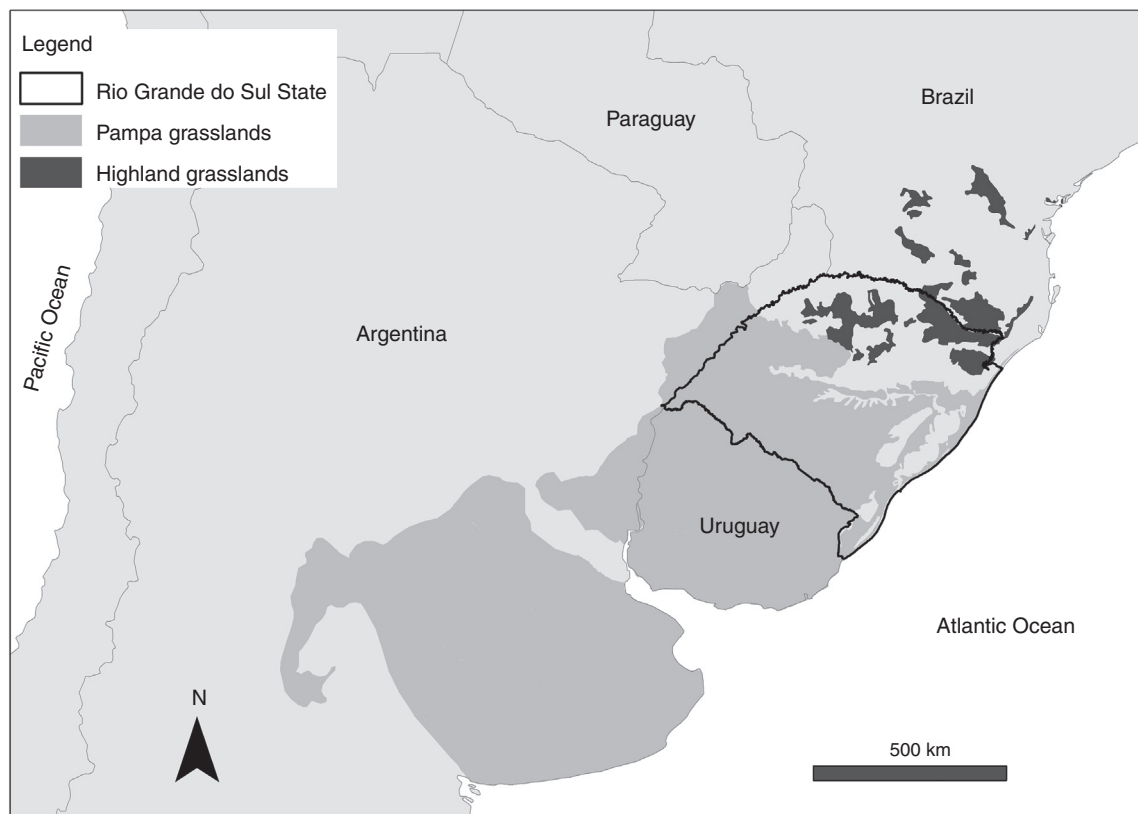 Legend
Rio Grande do Sul State
Pampa grasslands
Highland grasslands
Brazil
Paraguay
Pacific Ocean
Argentina
Uruguay
Atlantic Ocean
N
500 km